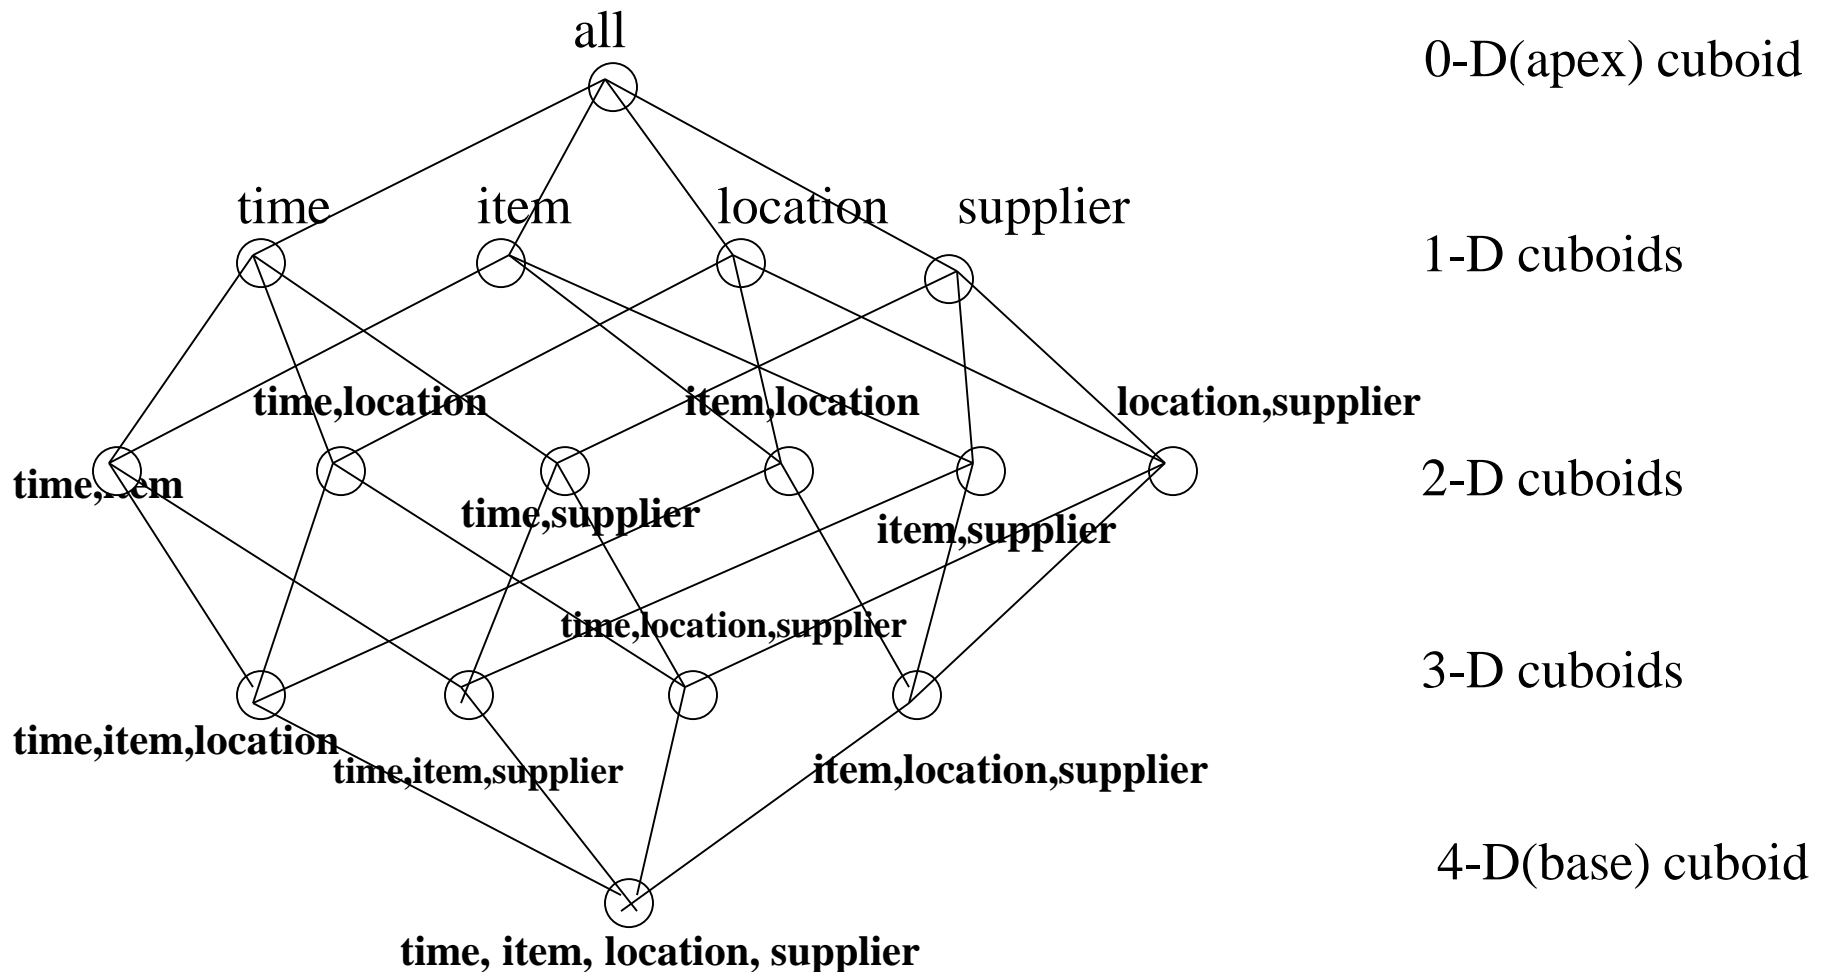 all
0-D(apex) cuboid
time
item
location
supplier
1-D cuboids
time,location
item,location
location,supplier
time,item
2-D cuboids
time,supplier
item,supplier
time,location,supplier
3-D cuboids
time,item,location
time,item,supplier
item,location,supplier
4-D(base) cuboid
time, item, location, supplier